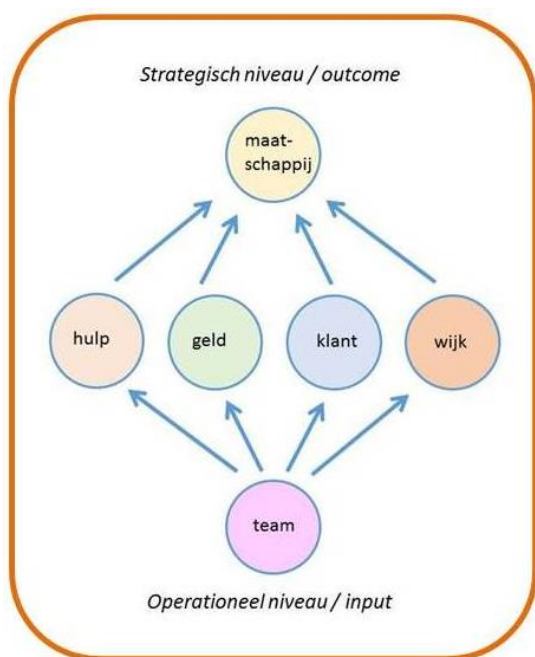 Strategisch niveau / outcome
maat-
schappij
hulp
geld
klant
wijk
team
Operationeel niveau / input